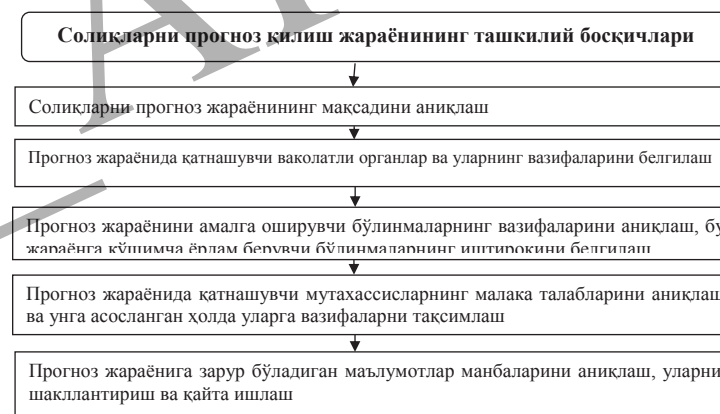 Солиқларни прогноз қилиш жараёнининг ташкилий босқичлари
Солиқларни прогноз жараёнининг мақсадини аниқлаш
Прогноз жараёнида қатнашувчи ваколатли органлар ва уларнинг вазифаларини белгилаш
Прогноз жараёнини амалга оширувчи бўлинмаларнинг вазифаларини аниқлаш, бу
жараёнга қўшимча ёрдам берувчи бўлинмаларнинг иштирокини белгилаш
Прогноз жараёнида қатнашувчи мутахассисларнинг малака талабларини аниқлаш
ва унга асосланган ҳолда уларга вазифаларни тақсимлаш
Прогноз жараёнига зарур бўладиган маълумотлар манбаларини аниқлаш, уларни
шакллантириш ва қайта ишлаш